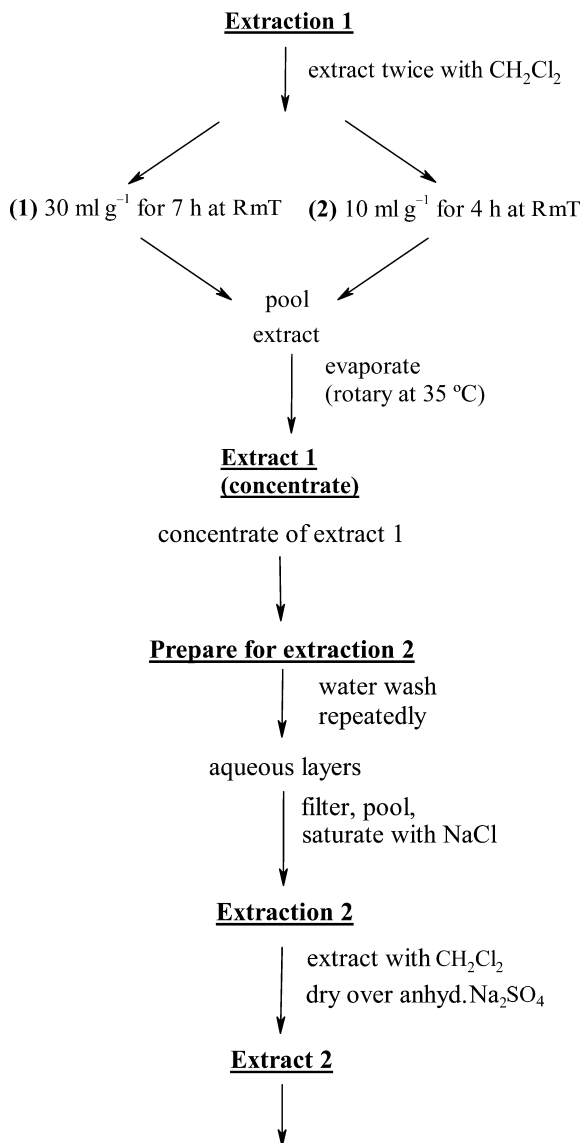 Extraction 1
extract twice with CH₂Cl₂
(1) 30 ml g⁻¹ for 7 h at RmT
(2) 10 ml g⁻¹ for 4 h at RmT
pool
extract
evaporate
(rotary at 35 ºC)
Extract 1
(concentrate)
concentrate of extract 1
Prepare for extraction 2
water wash
repeatedly
aqueous layers
filter, pool,
saturate with NaCl
Extraction 2
extract with CH₂Cl₂
dry over anhyd.Na₂SO₄
Extract 2